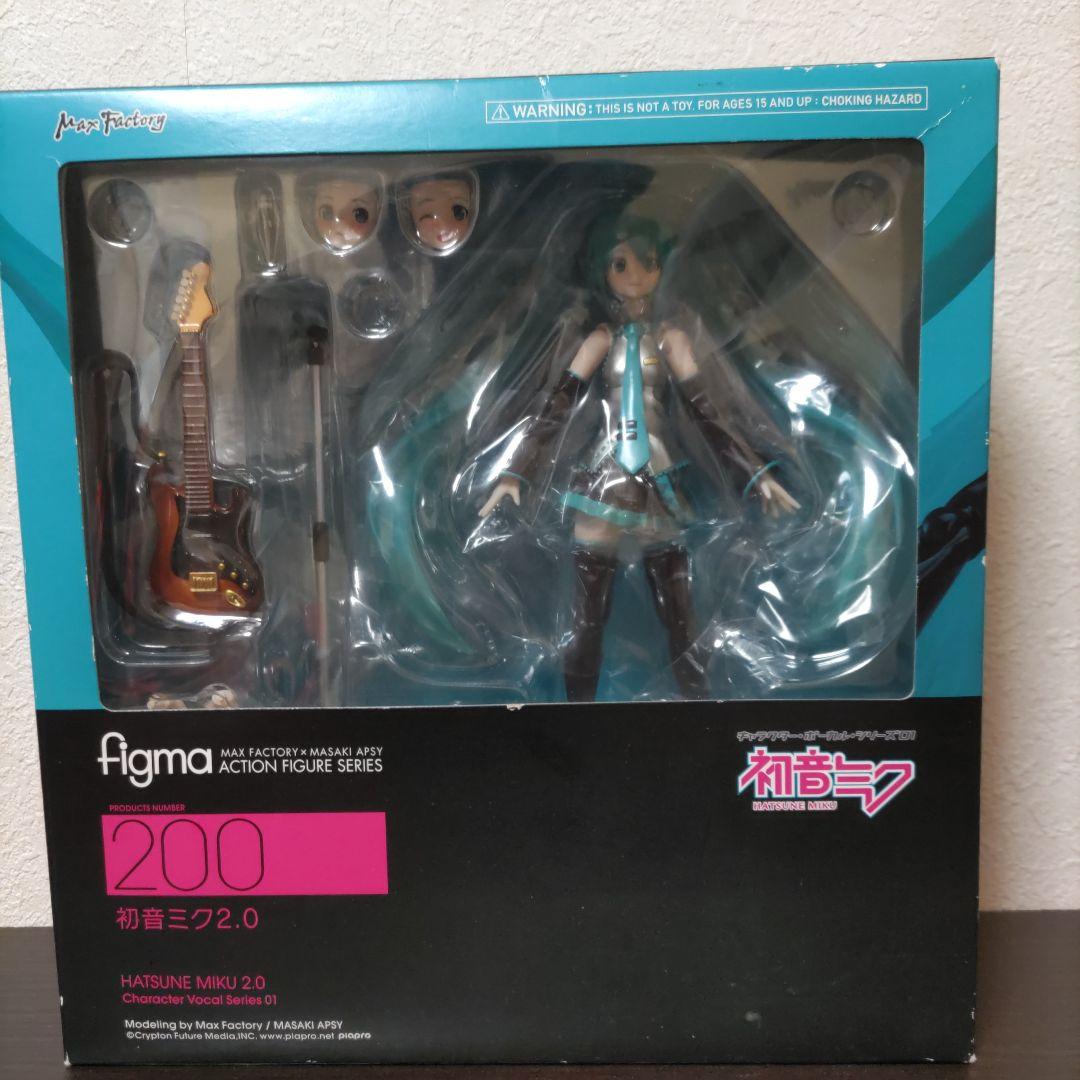 Max Factory
⚠ WARNING: THIS IS NOT A TOY. FOR AGES 15 AND UP : CHOKING HAZARD
figma
MAX FACTORY × MASAKI APSY
ACTION FIGURE SERIES
キャラクター・ボーカル・シリーズ01
初音ミク
HATSUNE MIKU
PRODUCTS NUMBER
200
初音ミク2.0
HATSUNE MIKU 2.0
Character Vocal Series 01
Modeling by Max Factory / MASAKI APSY
©Crypton Future Media,INC. www.piapro.net piapro